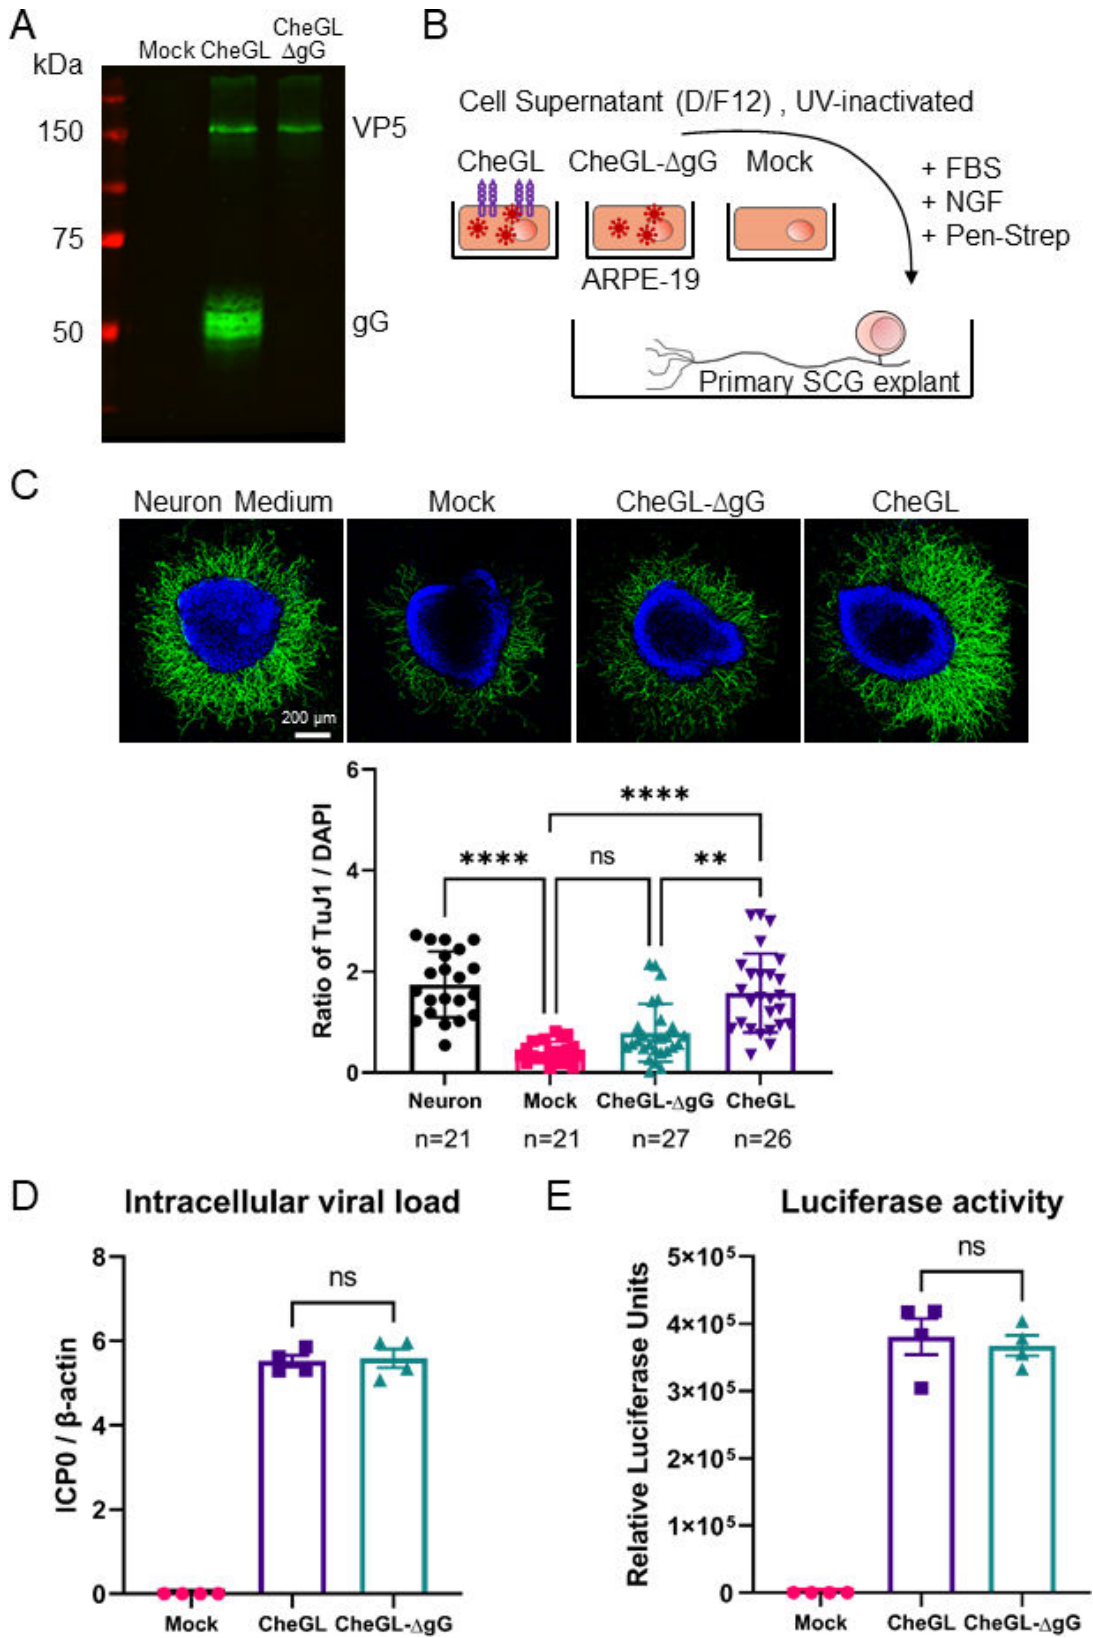 A
Mock CheGL CheGL
ΔgG
kDa
150
75
50
VP5
gG
B
Cell Supernatant (D/F12) , UV-inactivated
CheGL CheGL-ΔgG Mock
+ FBS
+ NGF
+ Pen-Strep
ARPE-19
Primary SCG explant
C
Neuron Medium Mock CheGL-ΔgG CheGL
200 µm
Ratio of TuJ1 / DAPI
6
4
2
0
****
**** ns **
Neuron Mock CheGL-ΔgG CheGL
n=21 n=21 n=27 n=26
D Intracellular viral load
ICP0 / β-actin
8
6
4
2
0
ns
Mock CheGL CheGL-ΔgG
E Luciferase activity
Relative Luciferase Units
5×10⁵
4×10⁵
3×10⁵
2×10⁵
1×10⁵
0
ns
Mock CheGL CheGL-ΔgG